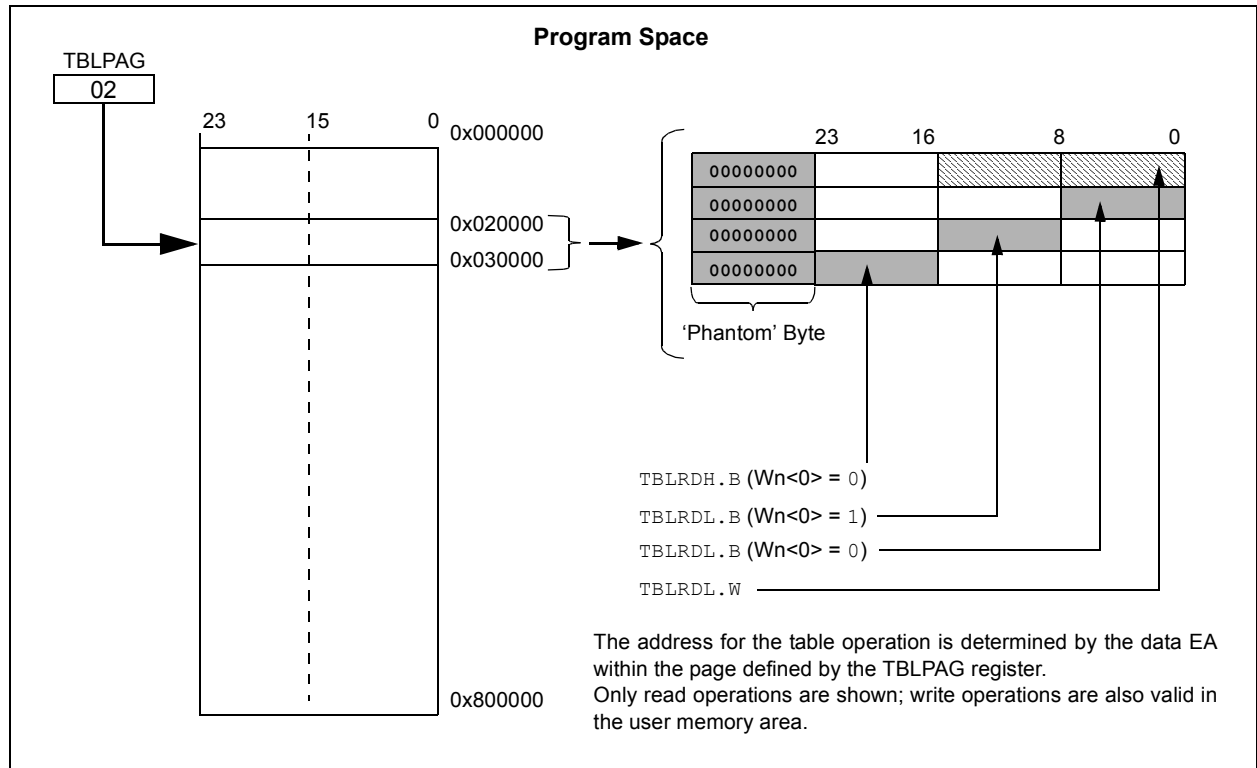 Program Space
TBLPAG
02
23 15 0
0x000000
0x020000
0x030000
0x800000
23 16 8 0
00000000
00000000
00000000
00000000
‘Phantom’ Byte
TBLRDH.B (Wn<0> = 0)
TBLRDL.B (Wn<0> = 1)
TBLRDL.B (Wn<0> = 0)
TBLRDL.W
The address for the table operation is determined by the data EA
within the page defined by the TBLPAG register.
Only read operations are shown; write operations are also valid in
the user memory area.